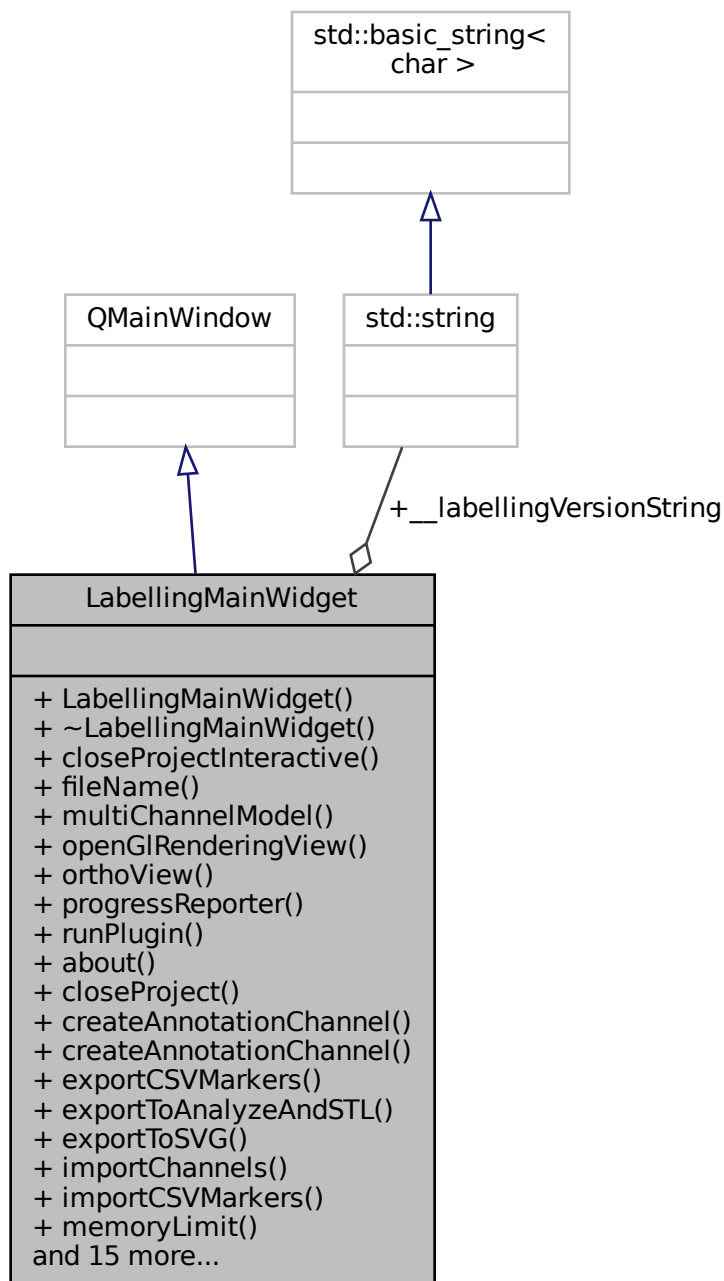 std::basic_string<
char >
QMainWindow
std::string
+__labellingVersionString
LabellingMainWidget
+ LabellingMainWidget()
+ ~LabellingMainWidget()
+ closeProjectInteractive()
+ fileName()
+ multiChannelModel()
+ openGlRenderingView()
+ orthoView()
+ progressReporter()
+ runPlugin()
+ about()
+ closeProject()
+ createAnnotationChannel()
+ createAnnotationChannel()
+ exportCSVMarkers()
+ exportToAnalyzeAndSTL()
+ exportToSVG()
+ importChannels()
+ importCSVMarkers()
+ memoryLimit()
and 15 more...